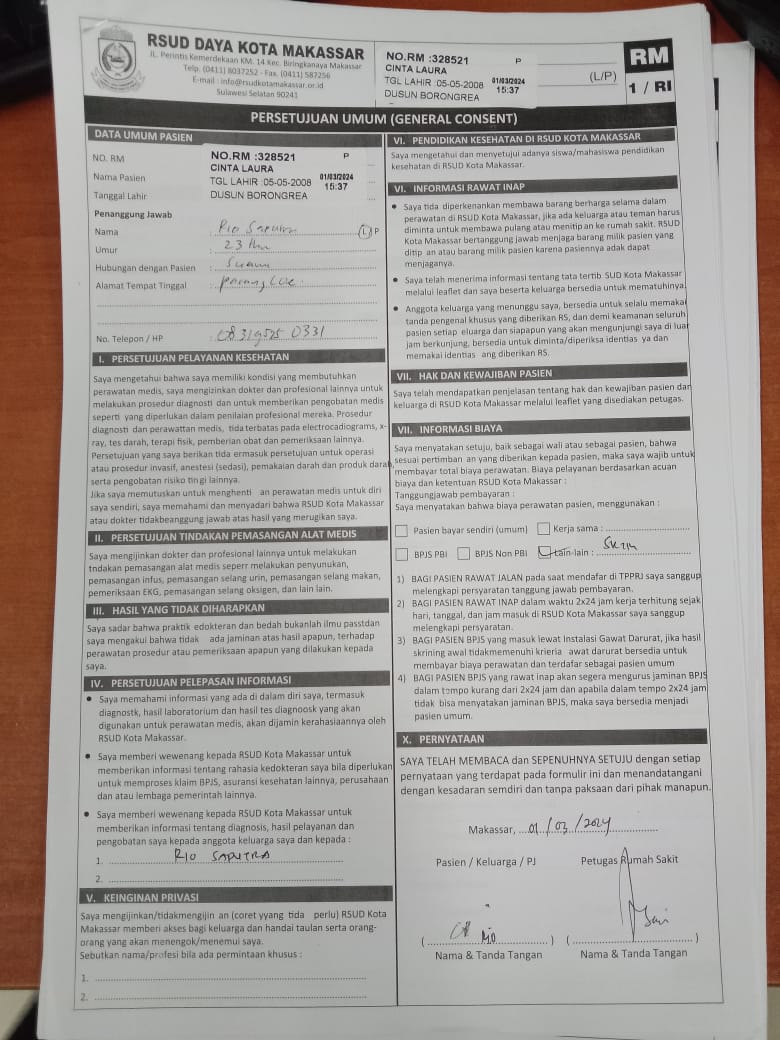 RSUD DAYA KOTA MAKASSAR
JL. Perintis Kemerdekaan KM. 14 Kec. Biringkanaya Makassar
Telp. (0411) 8037252 - Fax. (0411) 587256
E-mail : info@rsudkotamakassar.or.id
Sulawesi Selatan 90241
NO.RM :328521 P
CINTA LAURA
TGL LAHIR :05-05-2008 01/03/2024 15:37
DUSUN BORONGREA
(L/P)
RM
1 / RI
PERSETUJUAN UMUM (GENERAL CONSENT)
DATA UMUM PASIEN
NO. RM NO.RM :328521 P
Nama Pasien CINTA LAURA
TGL LAHIR :05-05-2008 01/03/2024 15:37
Tanggal Lahir DUSUN BORONGREA
Penanggung Jawab
Nama : Rio Saputra (L) P
Umur : 23 thn
Hubungan dengan Pasien : Suami
Alamat Tempat Tinggal : Parang Loe
No. Telepon / HP : 0831 9525 0331
I. PERSETUJUAN PELAYANAN KESEHATAN
Saya mengetahui bahwa saya memiliki kondisi yang membutuhkan
perawatan medis, saya mengizinkan dokter dan profesional lainnya untuk
melakukan prosedur diagnosti dan untuk memberikan pengobatan medis
seperti yang diperlukan dalam penilaian profesional mereka. Prosedur
diagnosti dan perawattan medis, tidia terbatas pada electrocadiograms, x-
ray, tes darah, terapi fisik, pemberian obat dan pemeriksaan lainnya.
Persetujuan yang saya berikan tidia ermasuk persetujuan untuk operasi
atau prosedur invasif, anestesi (sedasi), pemakaian darah dan produk darah,
serta pengobatan risiko tin gi lainnya.
Jika saya memutuskan untuk menghenti an perawatan medis untuk diri
saya sendiri, saya memahami dan menyadari bahwa RSUD Kota Makassar
atau dokter tidakbeanggung jawab atas hasil yang merugikan saya.
II. PERSETUJUAN TINDAKAN PEMASANGAN ALAT MEDIS
Saya mengijinkan dokter dan profesional lainnya untuk melakukan
tndakan pemasangan alat medis seperr melakukan penyunukan,
pemasangan infus, pemasangan selang urin, pemasangan selang makan,
pemeriksaan EKG, pemasangan selang oksigen, dan lain lain.
III. HASIL YANG TIDAK DIHARAPKAN
Saya sadar bahwa praktik edokteran dan bedah bukanlah ilmu passtdan
saya mengakui bahwa tidak ada jaminan atas hasil apapun, terhadap
perawatan prosedur atau pemeriksaan apapun yang dilakukan kepada
saya.
IV. PERSETUJUAN PELEPASAN INFORMASI
• Saya memahami informasi yang ada di dalam diri saya, termasuk
diagnostk, hasil laboratorium dan hasil tes diagnoosk yang akan
digunakan untuk perawatan medis, akan dijamin kerahasiaannya oleh
RSUD Kota Makassar.
• Saya memberi wewenang kepada RSUD Kota Makassar untuk
memberikan informasi tentang rahasia kedokteran saya bila diperlukan
untuk memproses klaim BPJS, asuransi kesehatan lainnya, perusahaan
dan atau lembaga pemerintah lainnya.
• Saya memberi wewenang kepada RSUD Kota Makassar untuk
memberikan informasi tentang diagnosis, hasil pelayanan dan
pengobatan saya kepada anggota keluarga saya dan kepada :
1. RIO SAPUTRA
2.
V. KEINGINAN PRIVASI
Saya mengijinkan/tidakmengijin an (coret yyang tida perlu) RSUD Kota
Makassar memberi akses bagi keluarga dan handai taulan serta orang-
orang yang akan menengok/menemui saya.
Sebutkan nama/profesi bila ada permintaan khusus :
1.
2.
VI. PENDIDIKAN KESEHATAN DI RSUD KOTA MAKASSAR
Saya mengetahui dan menyetujui adanya siswa/mahasiswa pendidikan
kesehatan di RSUD Kota Makassar.
VI. INFORMASI RAWAT INAP
• Saya tida diperkenankan membawa barang berharga selama dalam
perawatan di RSUD Kota Makassar, jika ada keluarga atau teman harus
diminta untuk membawa pulang atau menitip an ke rumah sakit. RSUD
Kota Makassar bertanggung jawab menjaga barang milik pasien yang
ditip an atau barang milik pasien karena pasiennya adak dapat
menjaganya.
• Saya telah menerima informasi tentang tata tertib SUD Kota Makassar
melalui leaflet dan saya beserta keluarga bersedia untuk mematuhinya.
• Anggota keluarga yang menunggu saya, bersedia untuk selalu memakai
tanda pengenal khusus yang diberikan RS, dan demi keamanan seluruh
pasien setiap eluarga dan siapapun yang akan mengunjungi saya di luar
jam berkunjung, bersedia untuk diminta/diperiksa identias ya dan
memakai identias ang diberikan RS.
VII. HAK DAN KEWAJIBAN PASIEN
Saya telah mendapatkan penjelasan tentang hak dan kewajiban pasien dan
keluarga di RSUD Kota Makassar melalui leaflet yang disediakan petugas.
VII. INFORMASI BIAYA
Saya menyatakan setuju, baik sebagai wali atau sebagai pasien, bahwa
sesuai pertimban an yang diberikan kepada pasien, maka saya wajib untuk
membayar total biaya perawatan. Biaya pelayanan berdasarkan acuan
biaya dan ketentuan RSUD Kota Makassar :
Tanggungjawab pembayaran :
Saya menyatakan bahwa biaya perawatan pasien, menggunakan :
Pasien bayar sendiri (umum) Kerja sama :
BPJS PBI BPJS Non PBI Lain-lain :
1) BAGI PASIEN RAWAT JALAN pada saat mendafar di TPPRJ saya sanggup
melengkapi persyaratan tanggung jawab pembayaran.
2) BAGI PASIEN RAWAT INAP dalam waktu 2x24 jam kerja terhitung sejak
hari, tanggal, dan jam masuk di RSUD Kota Makassar saya sanggup
melengkapi persyaratan.
3) BAGI PASIEN BPJS yang masuk lewat Instalasi Gawat Darurat, jika hasil
skrining awal tidakmemenuhi krieria awat darurat bersedia untuk
membayar biaya perawatan dan terdafar sebagai pasien umum
4) BAGI PASIEN BPJS yang rawat inap akan segera mengurus jaminan BPJS
dalam tempo kurang dari 2x24 jam dan apabila dalam tempo 2x24 jam
tidak bisa menyatakan jaminan BPJS, maka saya bersedia menjadi
pasien umum.
X. PERNYATAAN
SAYA TELAH MEMBACA dan SEPENUHNYA SETUJU dengan setiap
pernyataan yang terdapat pada formulir ini dan menandatangani
dengan kesadaran semdiri dan tanpa paksaan dari pihak manapun.
Makassar, 01/03/2024
Pasien / Keluarga / PJ Petugas Rumah Sakit
Rio
Nama & Tanda Tangan Nama & Tanda Tangan